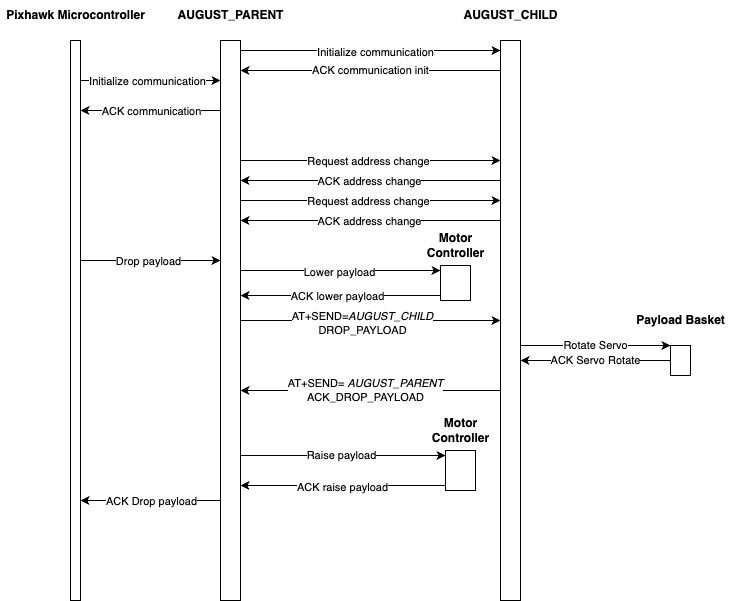 Pixhawk Microcontroller
AUGUST_PARENT
AUGUST_CHILD
Initialize communication
ACK communication init
Initialize communication
ACK communication
Request address change
ACK address change
Request address change
ACK address change
Motor
Controller
Drop payload
Lower payload
ACK lower payload
AT+SEND=AUGUST_CHILD
DROP_PAYLOAD
Payload Basket
Rotate Servo
ACK Servo Rotate
AT+SEND= AUGUST_PARENT
ACK_DROP_PAYLOAD
Motor
Controller
Raise payload
ACK raise payload
ACK Drop payload